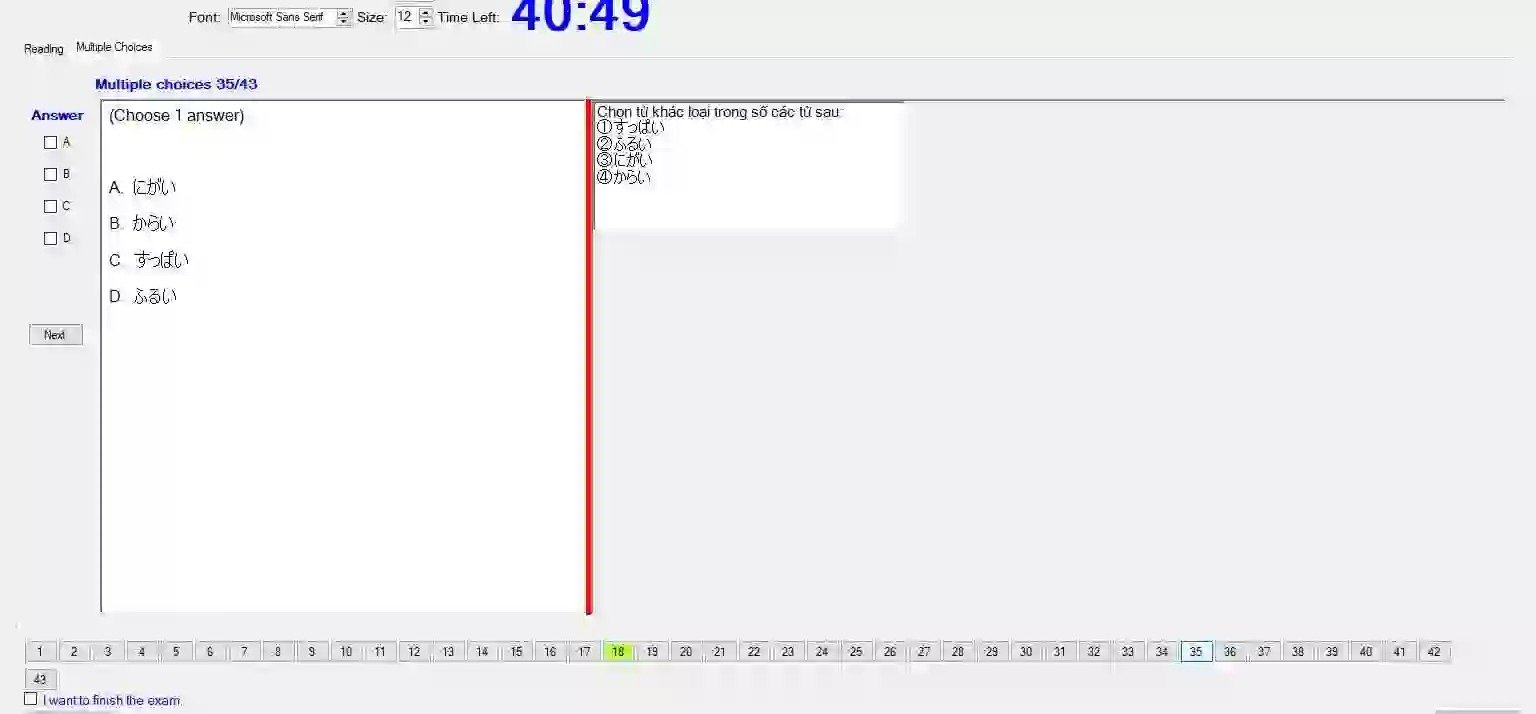 Font: Microsoft Sans Serif Size: 12 Time Left: 40:49
Reading Multiple Choices
Multiple choices 35/43
Answer
A
B
C
D
Next
(Choose 1 answer)
A. にがい
B. からい
C. すっぱい
D. ふるい
Chọn từ khác loại trong số các từ sau:
①すっぱい
②ふるい
③にがい
④からい
1 2 3 4 5 6 7 8 9 10 11 12 13 14 15 16 17 18 19 20 21 22 23 24 25 26 27 28 29 30 31 32 33 34 35 36 37 38 39 40 41 42
43
I want to finish the exam